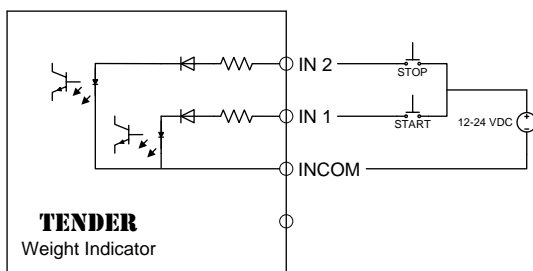 IN 2
STOP
IN 1
START
12-24 VDC
+
-
INCOM
TENDER
Weight Indicator